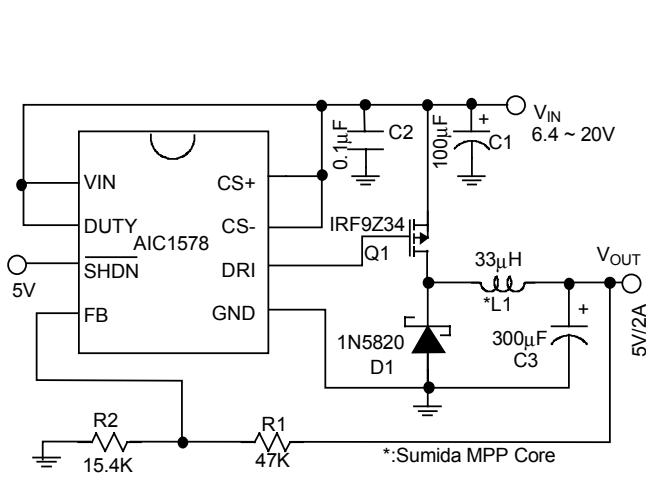 VIN
DUTY
SHDN
FB
AIC1578
CS+
CS-
DRI
GND
5V
0.1μF
C2
100μF
+
C1
VIN
6.4 ~ 20V
IRF9Z34
Q1
33μH
*L1
VOUT
5V/2A
1N5820
D1
300μF
C3
+
R2
15.4K
R1
47K
*:Sumida MPP Core